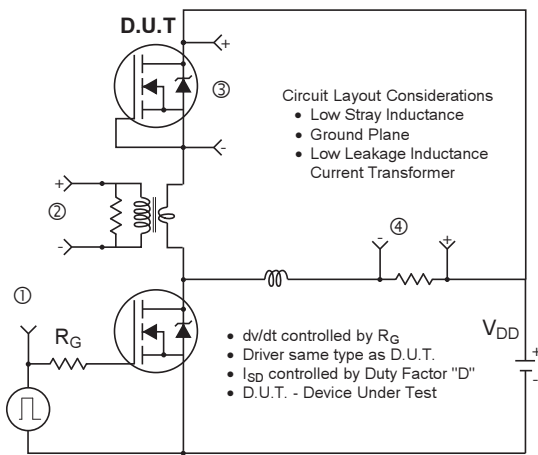 D.U.T
+
③
-
Circuit Layout Considerations
• Low Stray Inductance
• Ground Plane
• Low Leakage Inductance
Current Transformer
+
②
-
- ④ +
①
RG
VDD
+
-
• dv/dt controlled by RG
• Driver same type as D.U.T.
• ISD controlled by Duty Factor "D"
• D.U.T. - Device Under Test